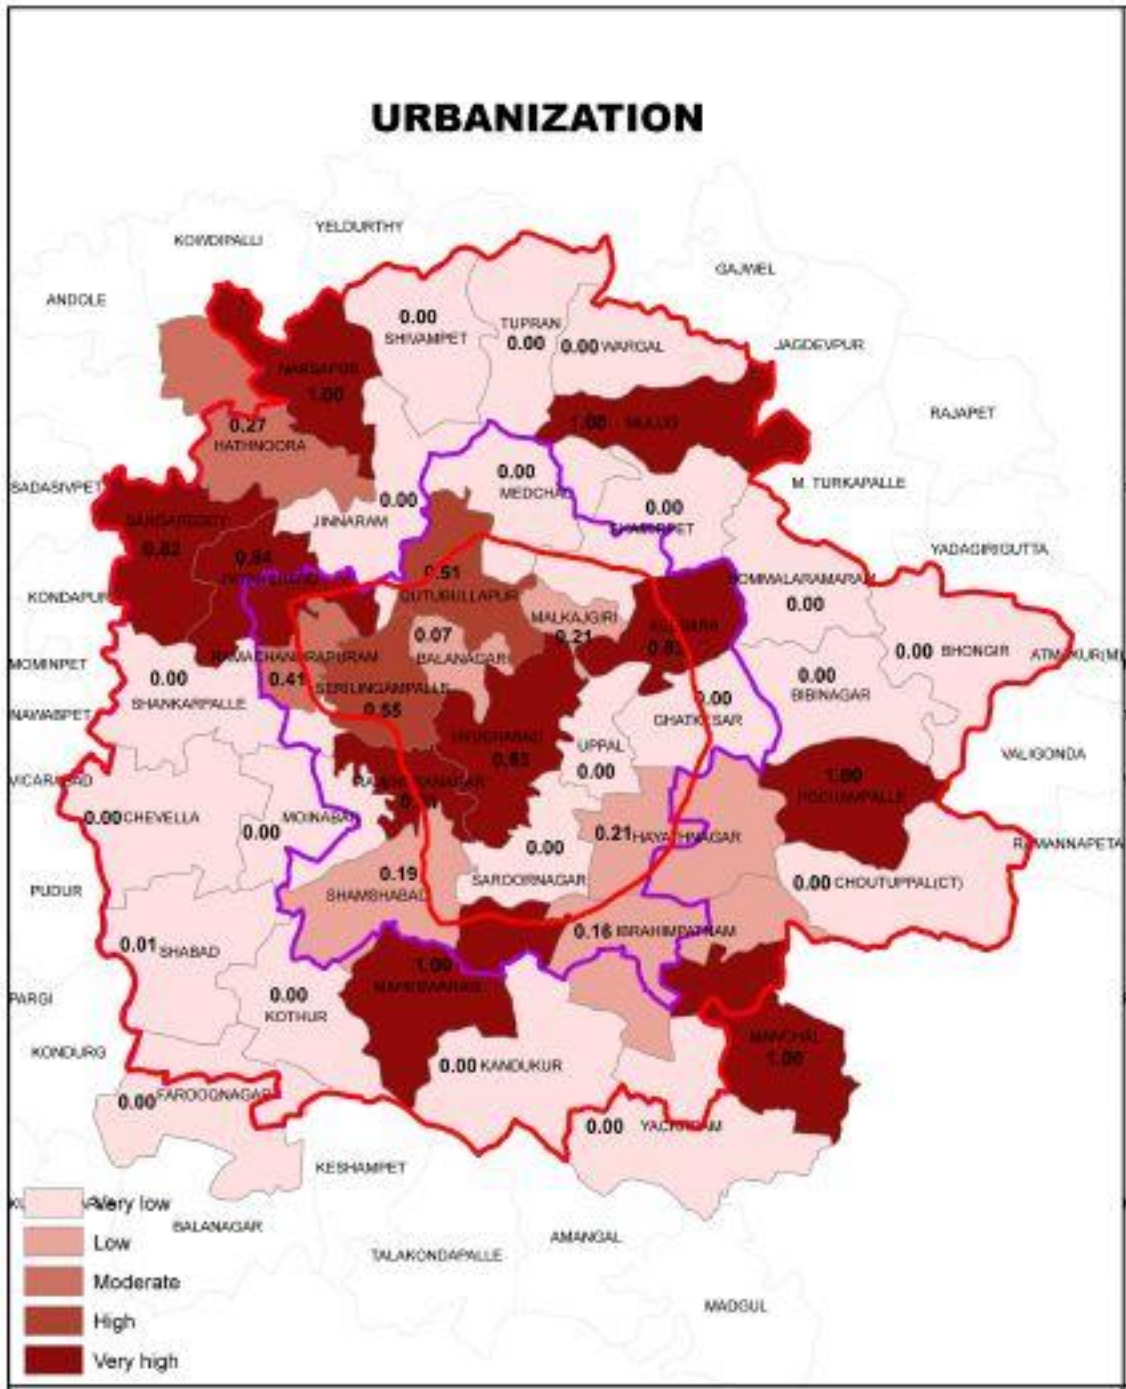 URBANIZATION
KOWDIPALLI
YELDURTHY
GAJWEL
ANDOLE
0.00
SHIVAMPET
TUPRAN
0.00
0.00 WARGAL
JAGDEVPUR
NARSAPUR
1.00
1.00 MULUG
RAJAPET
0.27
HATHNOORA
SADASIVPET
0.00
MEDCHAL
M. TURKAPALLE
0.00
JINNARAM
0.00
SHAMIRPET
SANGAREDDY
0.82
0.84
YADAGIRIGUTTA
KONDAPUR
0.51
QUTUBULLAPUR
BOMMALARAMARAM
0.00
MALKAJGIRI
0.21
KEESARA
0.07
BALANAGAR
MOMINPET
RAMACHANDRAPURAM
0.41
0.00
SHANKARPALLE
SERILINGAMPALLE
0.55
0.00 BHONGIR
ATMAKUR(M)
0.00
BIBINAGAR
NAWABPET
0.00
GHATKESAR
HYDERABAD
UPPAL
0.00
VALIGONDA
VICARABAD
1.00
POCHAMPALLE
0.00 CHEVELLA
MOINABAD
0.00
0.21 HAYATHNAGAR
RAMANNAPETA
0.00
SAROORNAGAR
0.19
SHAMSHABAD
0.00 CHOUTUPPAL(CT)
PUDUR
0.16 IBRAHIMPATNAM
0.01 SHABAD
1.00
MAHESWARAM
PARGI
0.00
KOTHUR
MANCHAL
1.00
KONDURG
0.00 KANDUKUR
0.00 FAROOQNAGAR
0.00
YACHARAM
KESHAMPET
BALANAGAR
AMANGAL
TALAKONDAPALLE
MADGUL
Very low
Low
Moderate
High
Very high